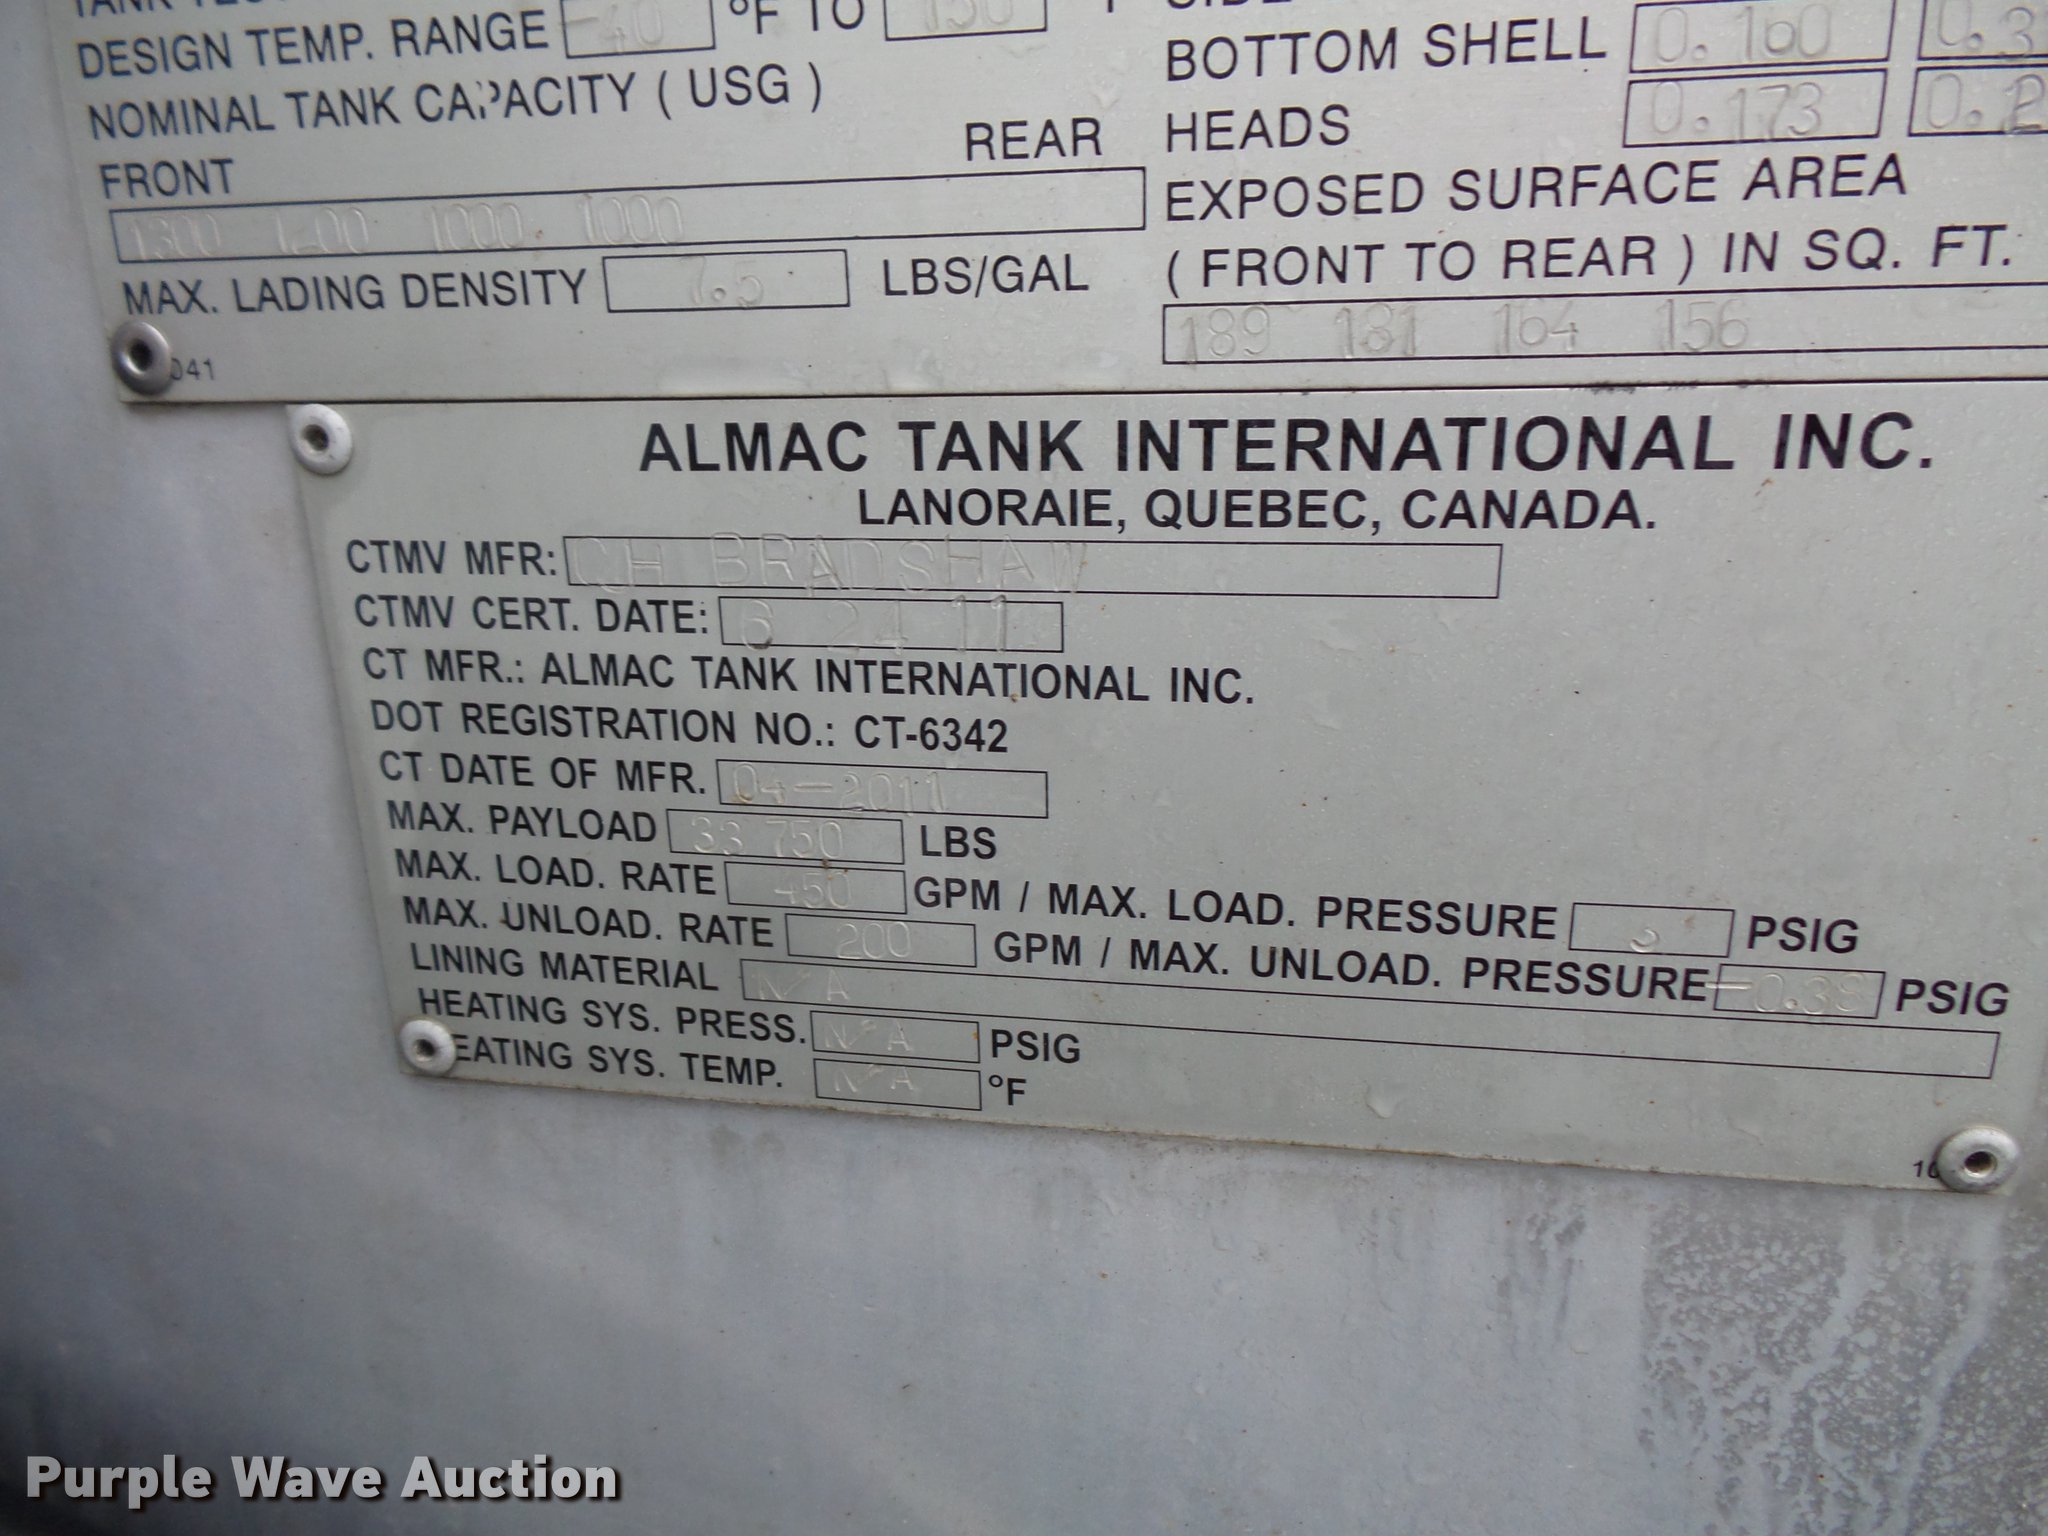 DESIGN TEMP. RANGE -40 °F TO 150 F
NOMINAL TANK CAPACITY ( USG )
FRONT REAR
1300 1200 1000 1000
MAX. LADING DENSITY 7.5 LBS/GAL
041
BOTTOM SHELL 0.160
HEADS 0.173
EXPOSED SURFACE AREA
( FRONT TO REAR ) IN SQ. FT.
189 181 164 156
ALMAC TANK INTERNATIONAL INC.
LANORAIE, QUEBEC, CANADA.
CTMV MFR: CH BRADSHAW
CTMV CERT. DATE: 6 24 11
CT MFR.: ALMAC TANK INTERNATIONAL INC.
DOT REGISTRATION NO.: CT-6342
CT DATE OF MFR. 04-2011
MAX. PAYLOAD 33 750 LBS
MAX. LOAD. RATE 450 GPM / MAX. LOAD. PRESSURE 3 PSIG
MAX. UNLOAD. RATE 200 GPM / MAX. UNLOAD. PRESSURE -0.36 PSIG
LINING MATERIAL N/A
HEATING SYS. PRESS. N/A PSIG
HEATING SYS. TEMP. N/A °F
Purple Wave Auction